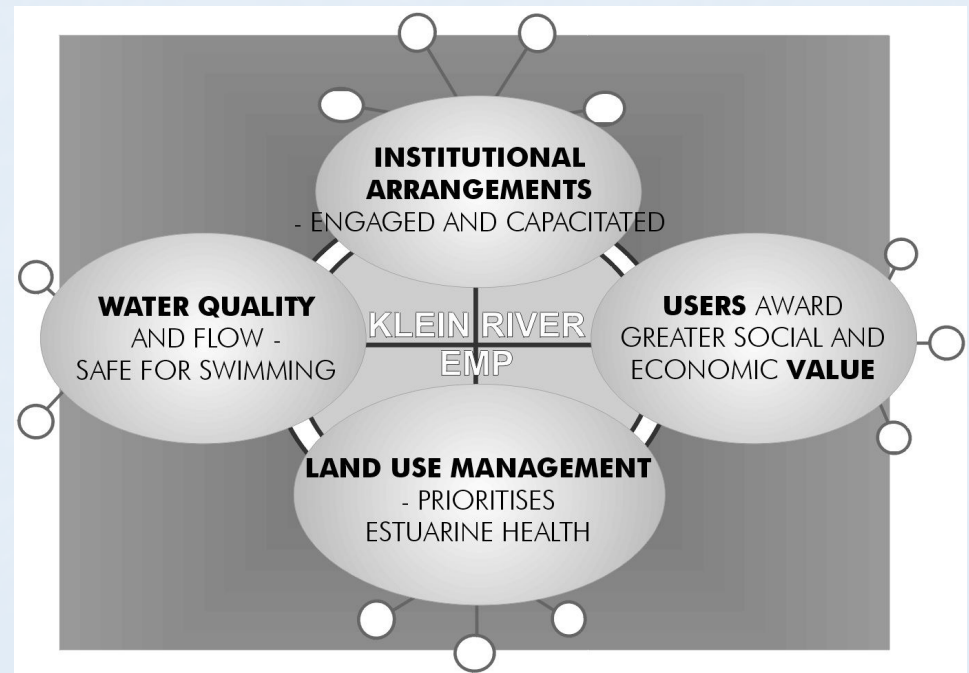 INSTITUTIONAL
ARRANGEMENTS
- ENGAGED AND CAPACITATED
WATER QUALITY
AND FLOW -
SAFE FOR SWIMMING
KLEIN RIVER
EMP
USERS AWARD
GREATER SOCIAL AND
ECONOMIC VALUE
LAND USE MANAGEMENT
- PRIORITISES
ESTUARINE HEALTH